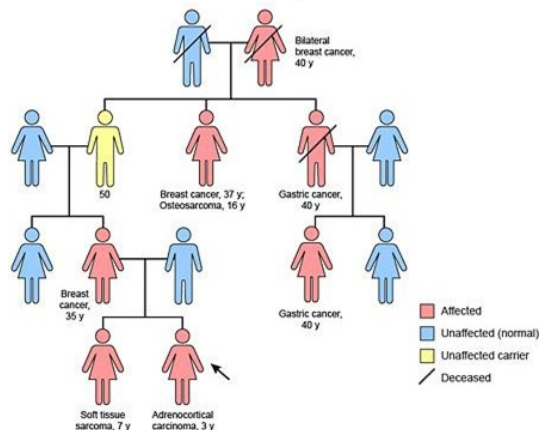 Bilateral
breast cancer,
40 y
50
Breast cancer, 37 y;
Osteosarcoma, 16 y
Gastric cancer,
40 y
Breast
cancer,
35 y
Gastric cancer,
40 y
Soft tissue
sarcoma, 7 y
Adrenocortical
carcinoma, 3 y
Affected
Unaffected (normal)
Unaffected carrier
Deceased